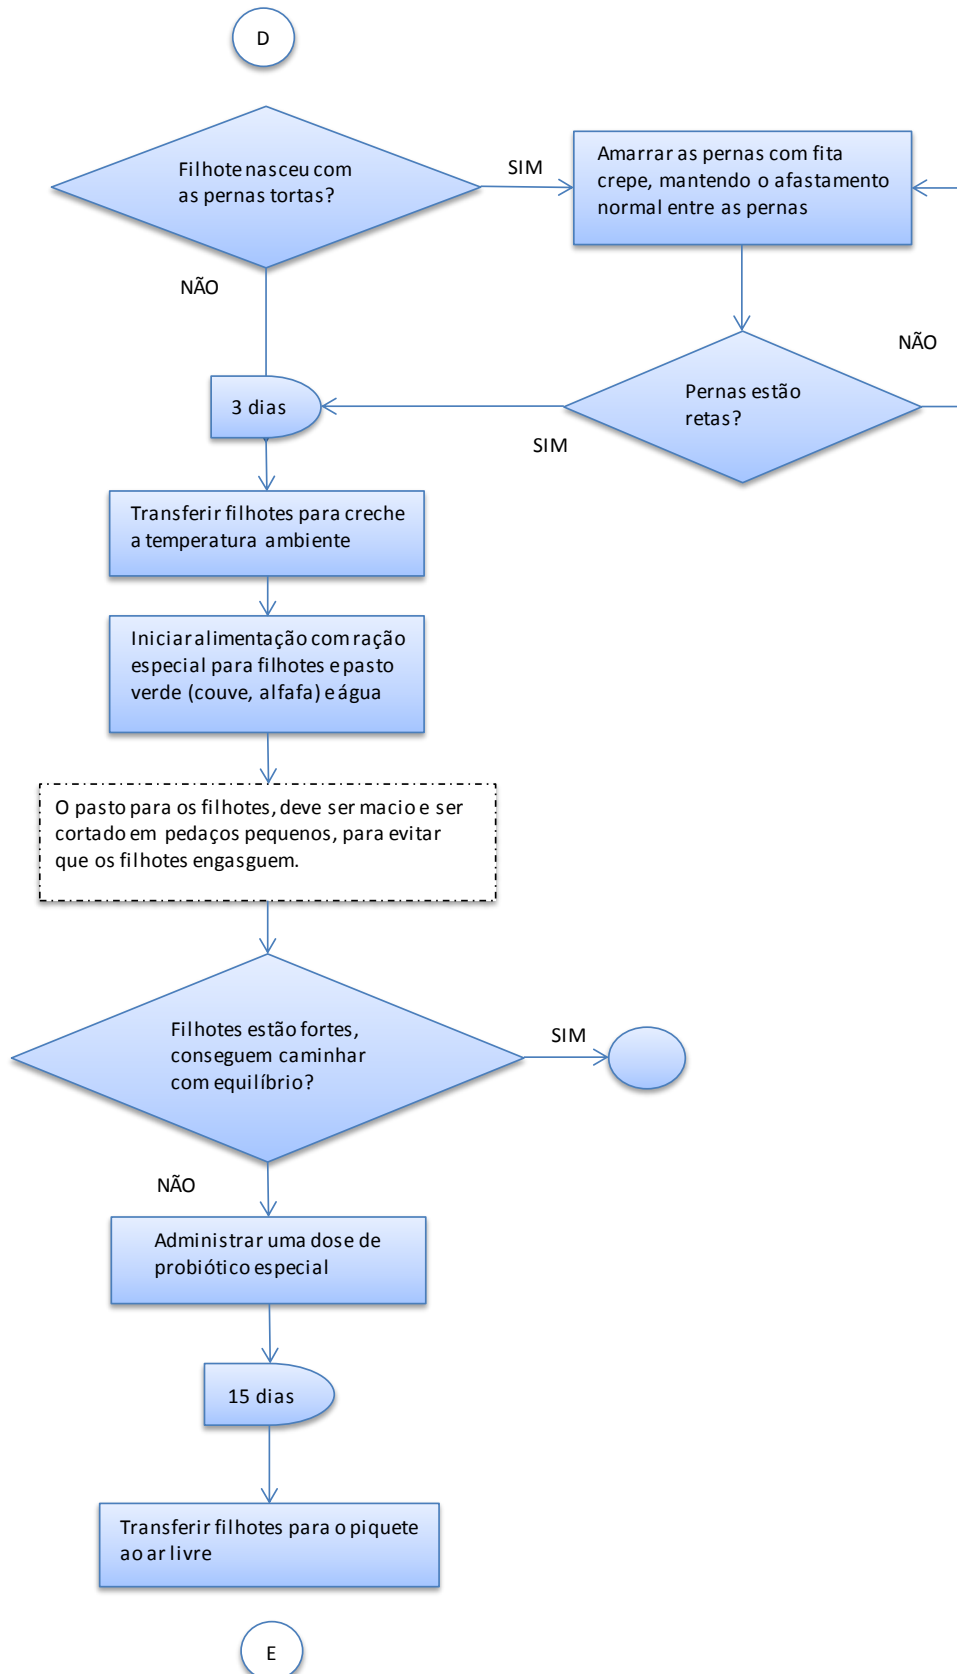 D
Filhote nasceu com
as pernas tortas?
SIM
Amarrar as pernas com fita
crepe, mantendo o afastamento
normal entre as pernas
NÃO
NÃO
Pernas estão
retas?
3 dias
SIM
Transferir filhotes para creche
a temperatura ambiente
Iniciar alimentação com ração
especial para filhotes e pasto
verde (couve, alfafa) e água
O pasto para os filhotes, deve ser macio e ser
cortado em pedaços pequenos, para evitar
que os filhotes engasguem.
Filhotes estão fortes,
conseguem caminhar
com equilíbrio?
SIM
NÃO
Administrar uma dose de
probiótico especial
15 dias
Transferir filhotes para o piquete
ao ar livre
E